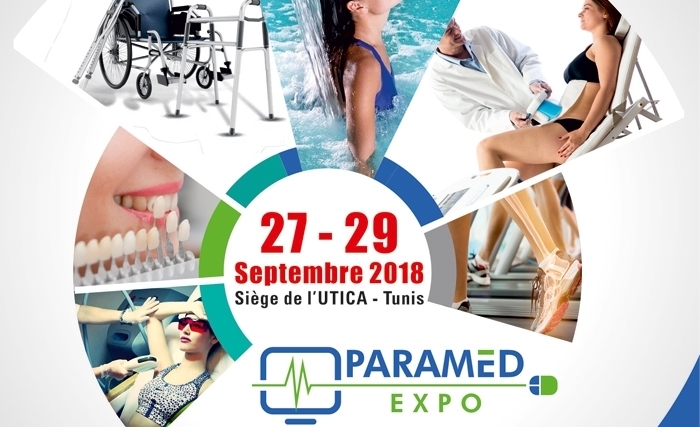 27 - 29
Septembre 2018
Siège de l'UTICA - Tunis
PARAMED
EXPO